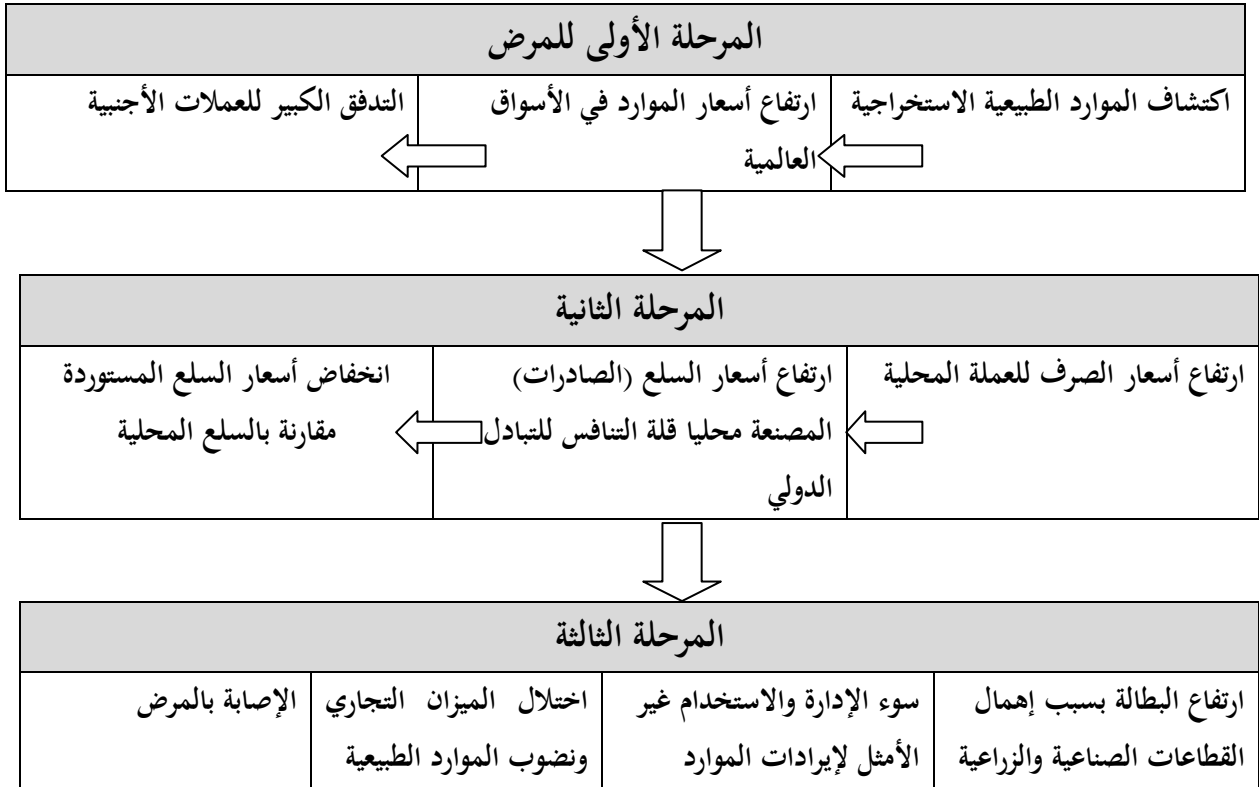 المرحلة الأولى للمرض
اكتشاف الموارد الطبيعية الاستخراجية
ارتفاع أسعار الموارد في الأسواق
العالمية
التدفق الكبير للعملات الأجنبية
المرحلة الثانية
ارتفاع أسعار الصرف للعملة المحلية
ارتفاع أسعار السلع (الصادرات)
المصنعة محليا قلة التنافس للتبادل
الدولي
انخفاض أسعار السلع المستوردة
مقارنة بالسلع المحلية
المرحلة الثالثة
ارتفاع البطالة بسبب إهمال
القطاعات الصناعية والزراعية
سوء الإدارة والاستخدام غير
الأمثل لإيرادات الموارد
اختلال الميزان التجاري
ونضوب الموارد الطبيعية
الإصابة بالمرض